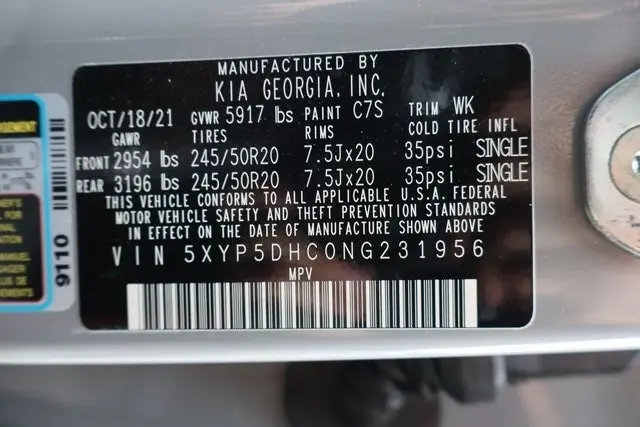 MANUFACTURED BY
KIA GEORGIA, INC.
OCT/18/21 GVWR 5917 lbs PAINT C7S TRIM WK
GAWR TIRES RIMS COLD TIRE INFL
FRONT 2954 lbs 245/50R20 7.5Jx20 35psi SINGLE
REAR 3196 lbs 245/50R20 7.5Jx20 35psi SINGLE
THIS VEHICLE CONFORMS TO ALL APPLICABLE U.S.A. FEDERAL
MOTOR VEHICLE SAFETY AND THEFT PREVENTION STANDARDS
IN EFFECT ON THE DATE OF MANUFACTURE SHOWN ABOVE
VIN 5XYP5DHC0NG231956
MPV
9110